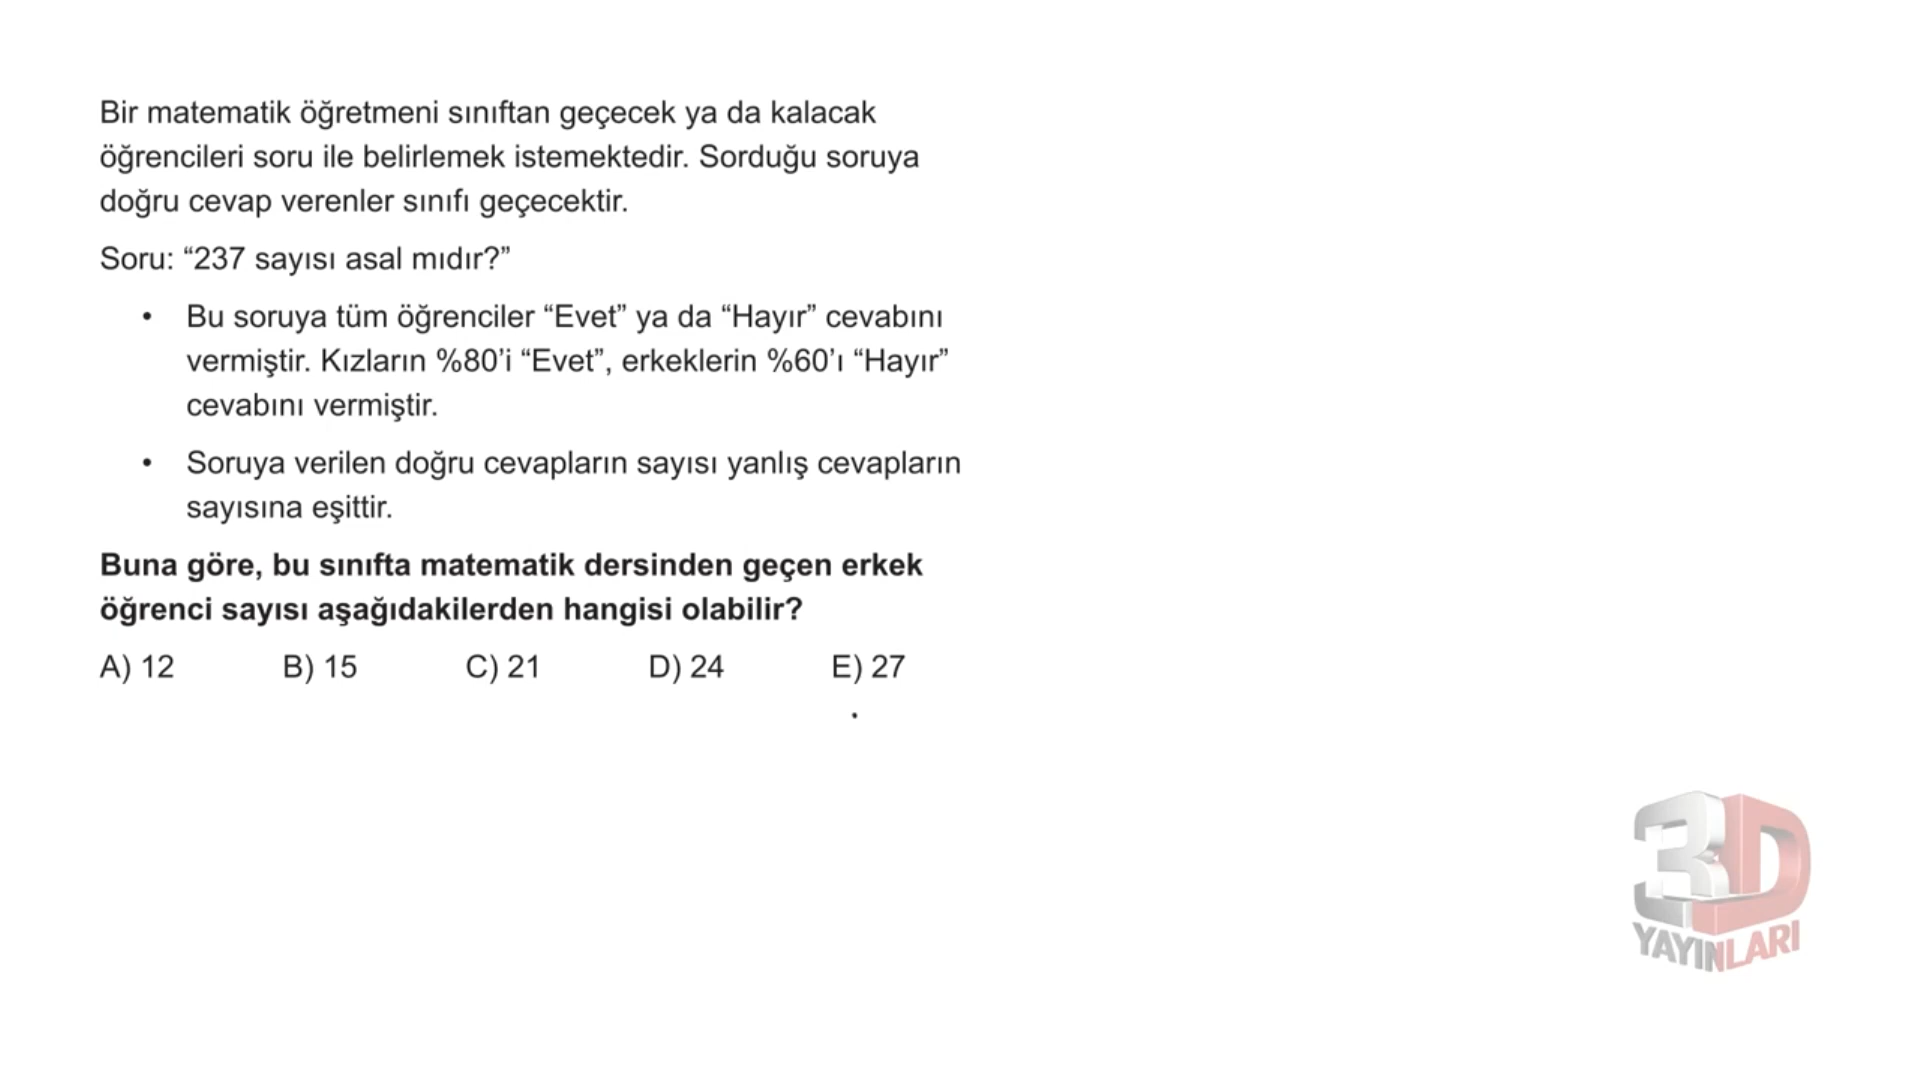 Bir matematik öğretmeni sınıftan geçecek ya da kalacak
öğrencileri soru ile belirlemek istemektedir. Sorduğu soruya
doğru cevap verenler sınıfı geçecektir.
Soru: “237 sayısı asal mıdır?”
• Bu soruya tüm öğrenciler “Evet” ya da “Hayır” cevabını
vermiştir. Kızların %80’i “Evet”, erkeklerin %60’ı “Hayır”
cevabını vermiştir.
• Soruya verilen doğru cevapların sayısı yanlış cevapların
sayısına eşittir.
Buna göre, bu sınıfta matematik dersinden geçen erkek
öğrenci sayısı aşağıdakilerden hangisi olabilir?
A) 12 B) 15 C) 21 D) 24 E) 27
3D
YAYINLARI